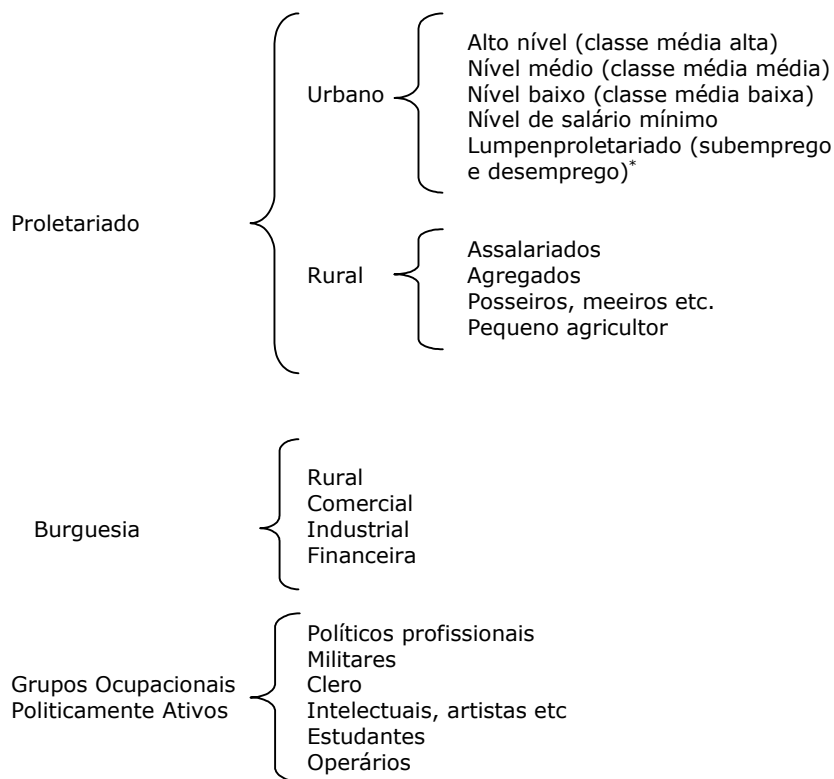 Proletariado
Urbano
Alto nível (classe média alta)
Nível médio (classe média média)
Nível baixo (classe média baixa)
Nível de salário mínimo
Lumpenproletariado (subemprego
e desemprego)*
Rural
Assalariados
Agregados
Posseiros, meeiros etc.
Pequeno agricultor
Burguesia
Rural
Comercial
Industrial
Financeira
Grupos Ocupacionais
Politicamente Ativos
Políticos profissionais
Militares
Clero
Intelectuais, artistas etc
Estudantes
Operários